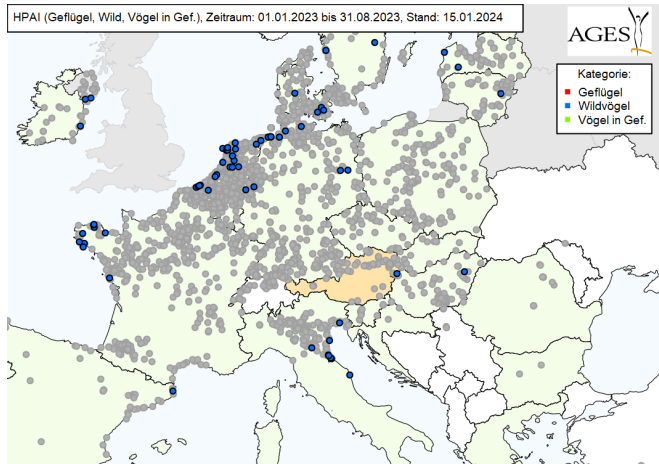 HPAI (Geflügel, Wild, Vögel in Gef.), Zeitraum: 01.01.2023 bis 31.08.2023, Stand: 15.01.2024
AGES
Kategorie:
Geflügel
Wildvögel
Vögel in Gef.